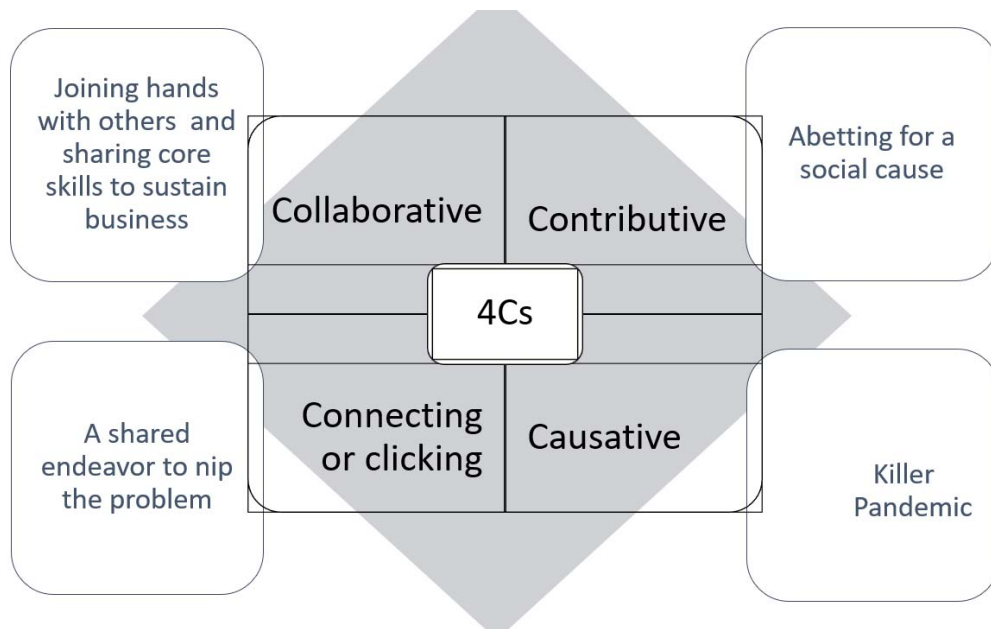 Joining hands
with others and
sharing core
skills to sustain
business
Abetting for a
social cause
Collaborative
Contributive
4Cs
Connecting
or clicking
Causative
A shared
endeavor to nip
the problem
Killer
Pandemic